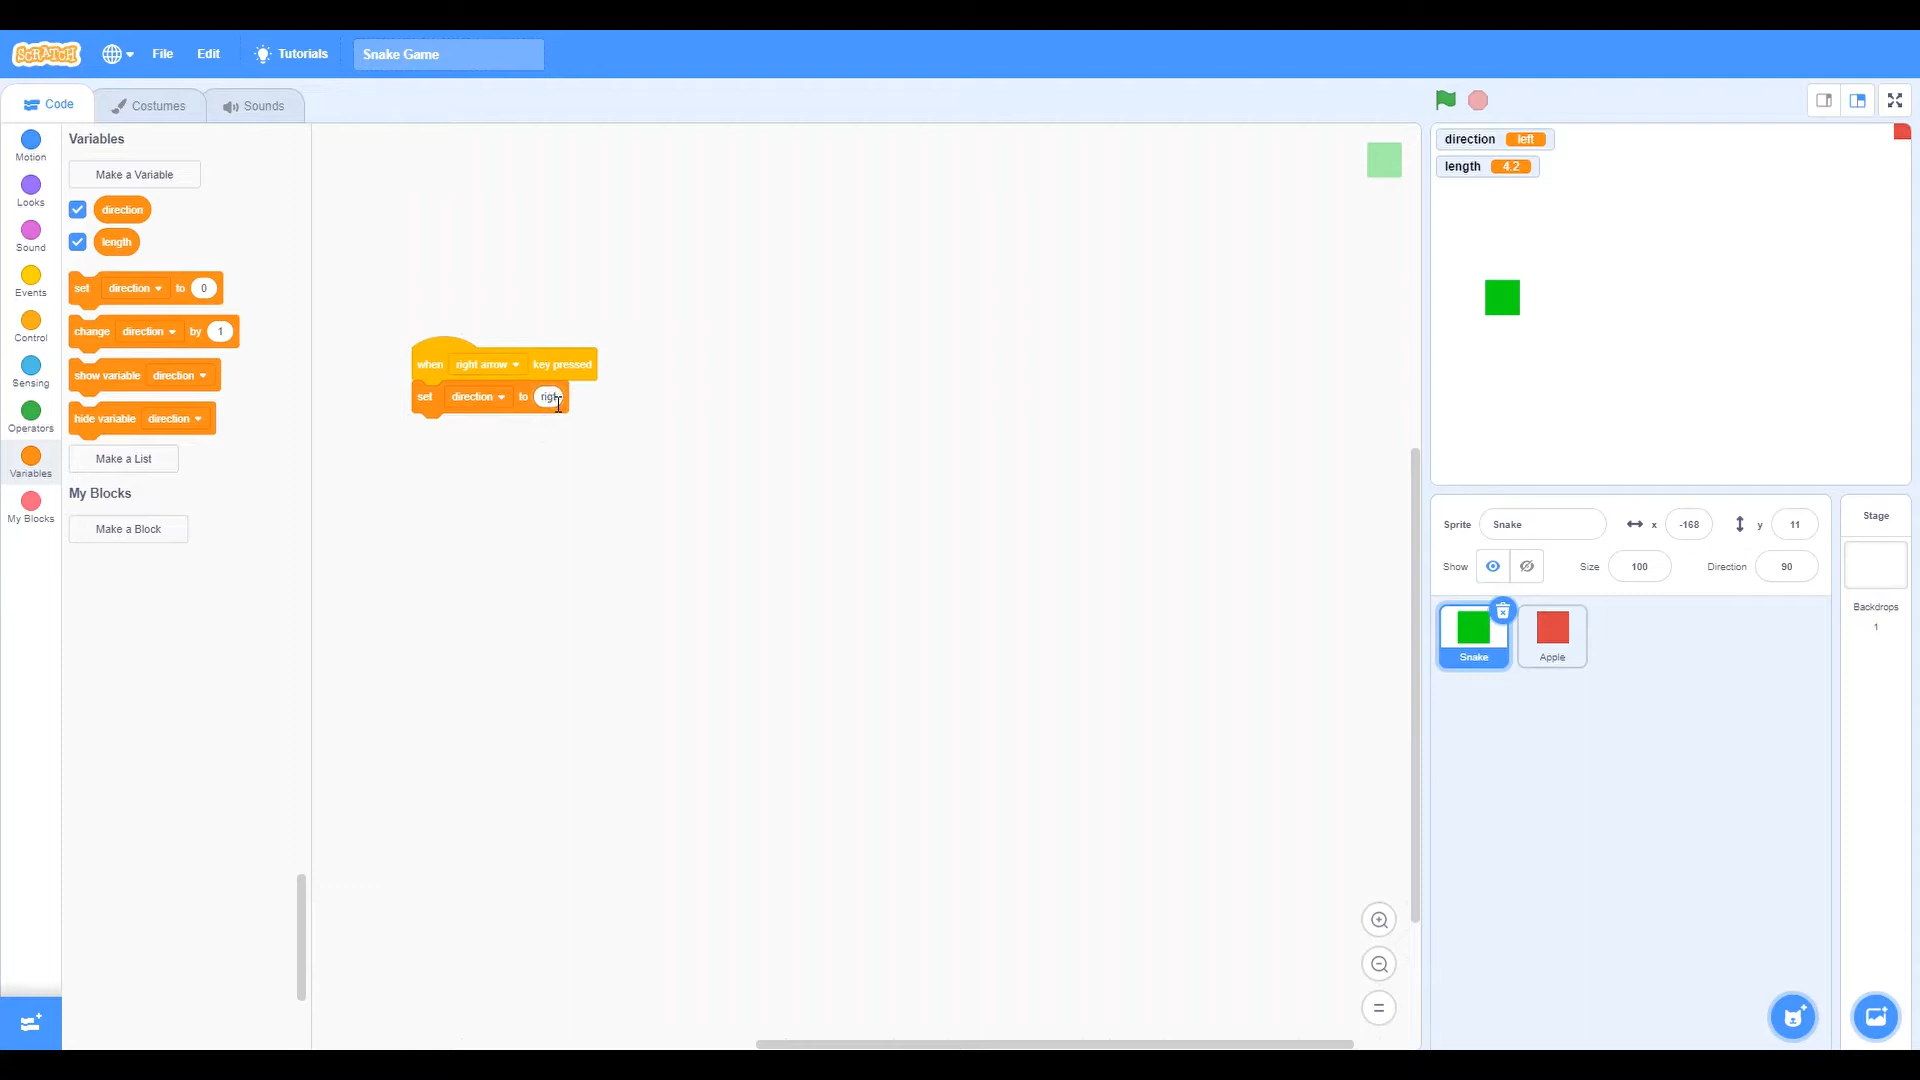 SCRATCH File Edit Tutorials Snake Game
Code Costumes Sounds
Motion
Looks
Sound
Events
Control
Sensing
Operators
Variables
My Blocks
Variables
Make a Variable
direction
length
set direction to 0
change direction by 1
show variable direction
hide variable direction
Make a List
My Blocks
Make a Block
when right arrow key pressed
set direction to
direction left
length 4.2
Sprite Snake x -168 y 11
Show Size 100 Direction 90
Snake
Apple
Stage
Backdrops
1